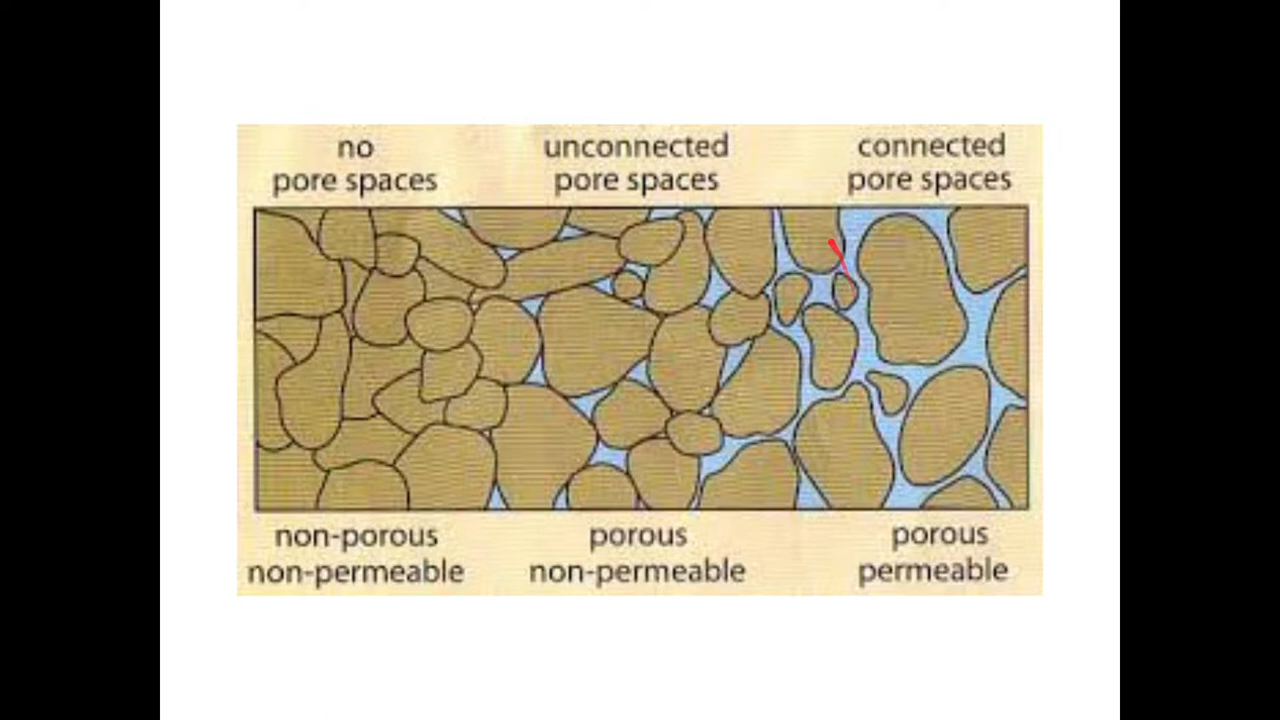 no
pore spaces
unconnected
pore spaces
connected
pore spaces
non-porous
non-permeable
porous
non-permeable
porous
permeable